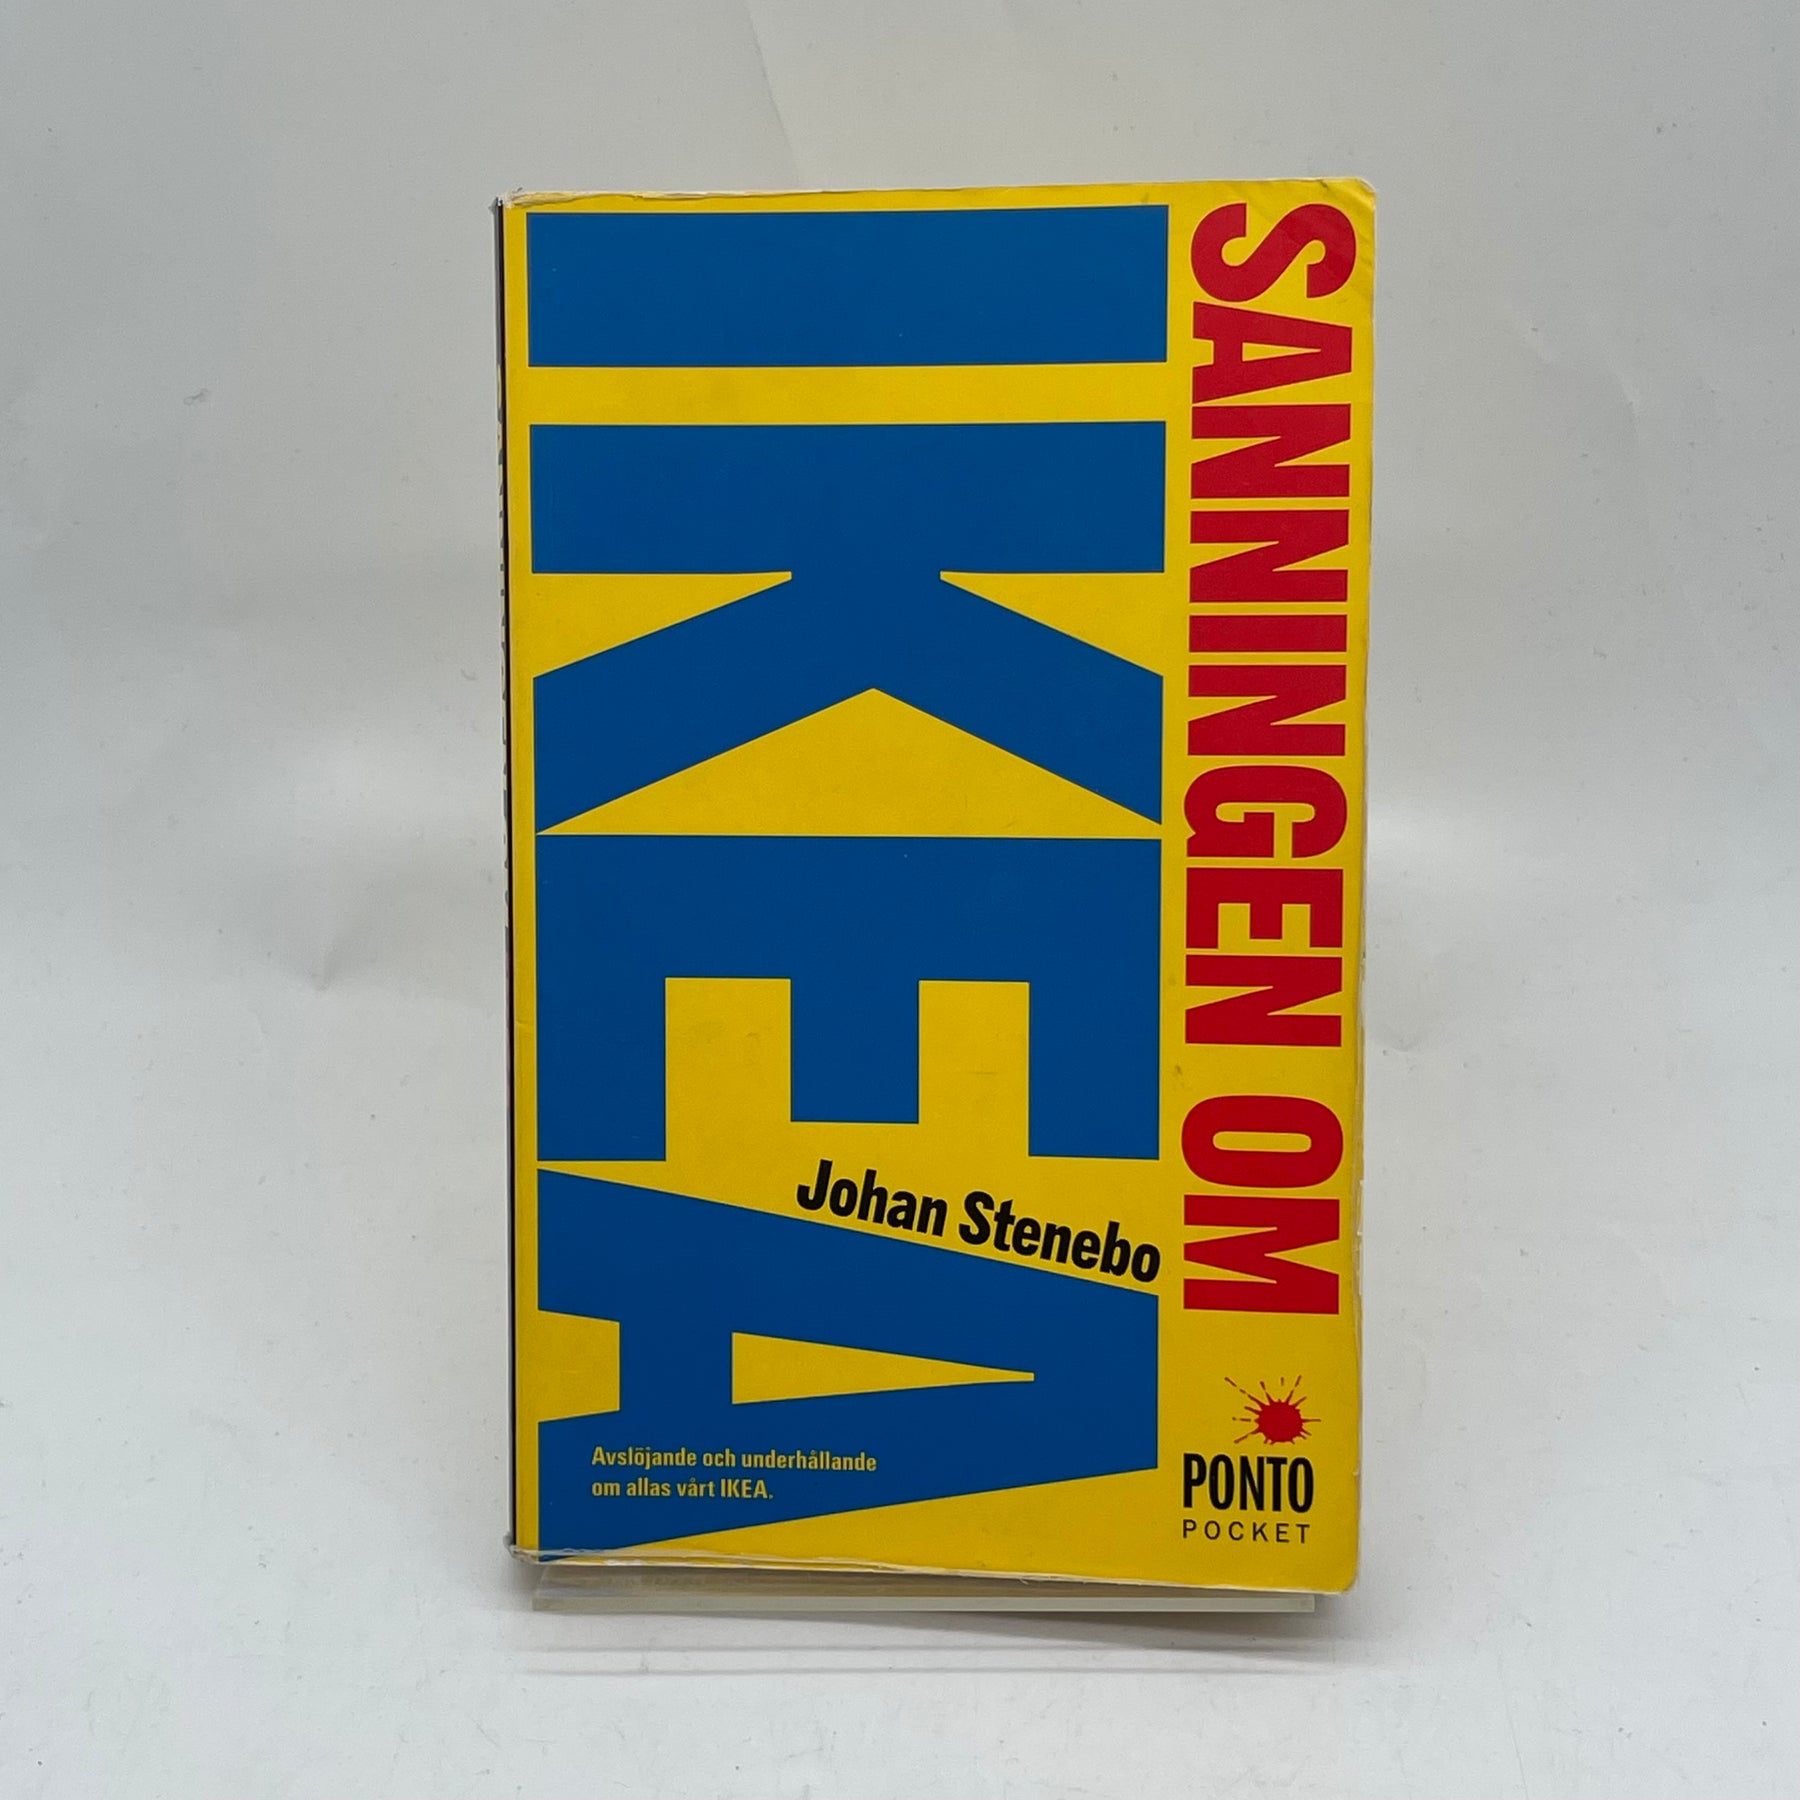 SANNINGEN OM
IKEA
Johan Stenebo
Avslöjande och underhållande
om allas vårt IKEA.
PONTO
POCKET